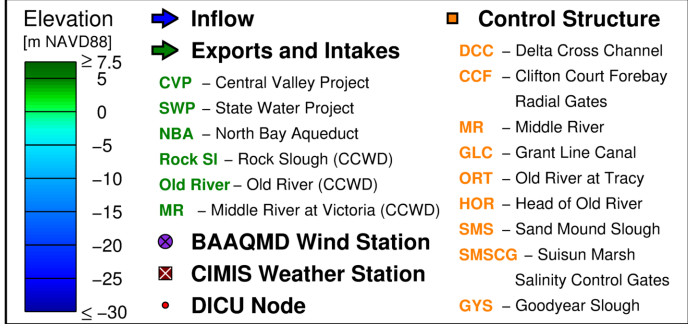 Elevation
[m NAVD88]
≥ 7.5
5
0
−5
−10
−15
−20
−25
≤ −30
Inflow
Exports and Intakes
CVP – Central Valley Project
SWP – State Water Project
NBA – North Bay Aqueduct
Rock Sl – Rock Slough (CCWD)
Old River – Old River (CCWD)
MR – Middle River at Victoria (CCWD)
BAAQMD Wind Station
CIMIS Weather Station
DICU Node
Control Structure
DCC – Delta Cross Channel
CCF – Clifton Court Forebay
Radial Gates
MR – Middle River
GLC – Grant Line Canal
ORT – Old River at Tracy
HOR – Head of Old River
SMS – Sand Mound Slough
SMSCG – Suisun Marsh
Salinity Control Gates
GYS – Goodyear Slough